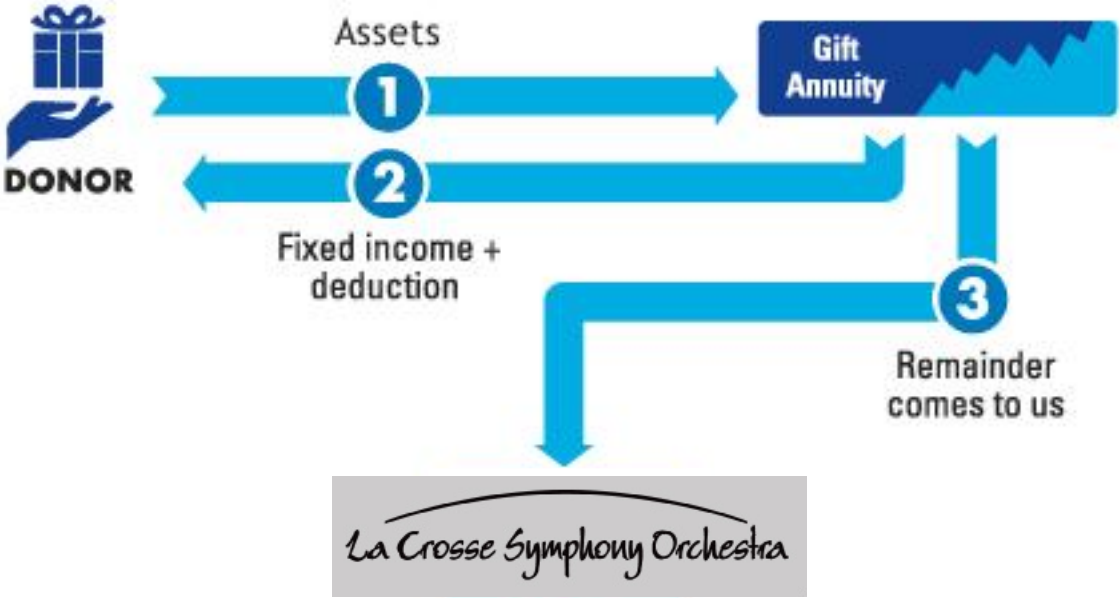 Assets
1
Gift
Annuity
DONOR
2
Fixed income +
deduction
3
Remainder
comes to us
La Crosse Symphony Orchestra